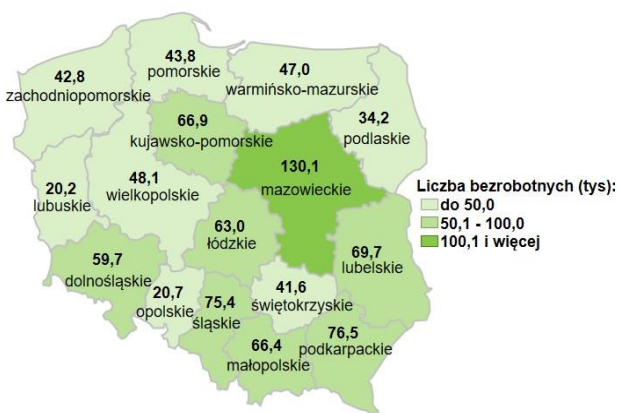 43,8
pomorskie
42,8
zachodniopomorskie
47,0
warmińsko-mazurskie
34,2
podlaskie
66,9
kujawsko-pomorskie
130,1
mazowieckie
20,2
lubuskie
48,1
wielkopolskie
63,0
łódzkie
69,7
lubelskie
59,7
dolnośląskie
20,7
opolskie
75,4
śląskie
41,6
świętokrzyskie
66,4
małopolskie
76,5
podkarpackie
Liczba bezrobotnych (tys):
do 50,0
50,1 - 100,0
100,1 i więcej